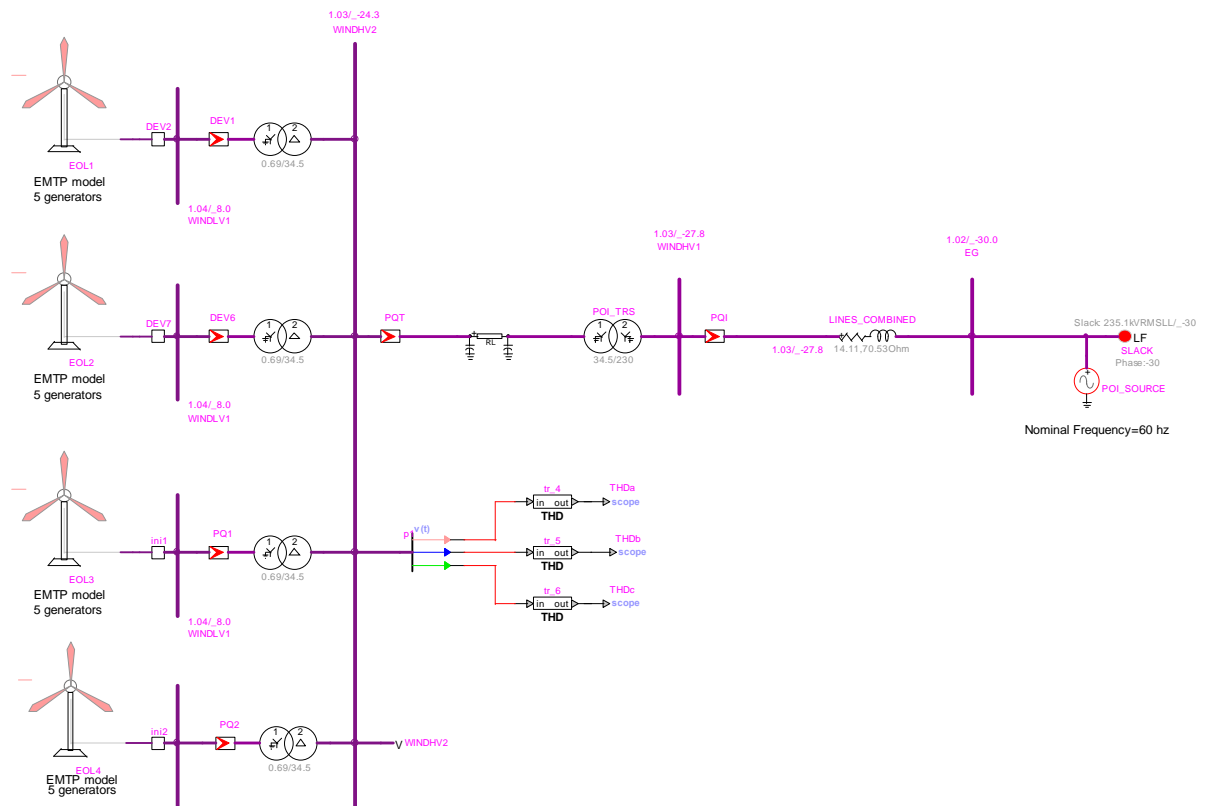 1.03/_-24.3
WINDHV2
DEV2
DEV1
1
2
0.69/34.5
EOL1
EMTP model
5 generators
1.04/_8.0
WINDLV1
DEV7
DEV6
1
2
0.69/34.5
EOL2
EMTP model
5 generators
1.04/_8.0
WINDLV1
PQT
+
RL
POI_TRS
1
2
34.5/230
1.03/_-27.8
WINDHV1
PQI
1.03/_-27.8
LINES_COMBINED
14.11,70.53Ohm
1.02/_-30.0
EG
Slack: 235.1kVRMSLL/_-30
LF
SLACK
Phase:-30
+
POI_SOURCE
Nominal Frequency=60 hz
ini1
PQ1
1
2
0.69/34.5
EOL3
EMTP model
5 generators
1.04/_8.0
WINDLV1
p1
v(t)
tr_4
in out
THD
THDa
scope
tr_5
in out
THD
THDb
scope
tr_6
in out
THD
THDc
scope
ini2
PQ2
1
2
0.69/34.5
EOL4
EMTP model
5 generators
V
WINDHV2